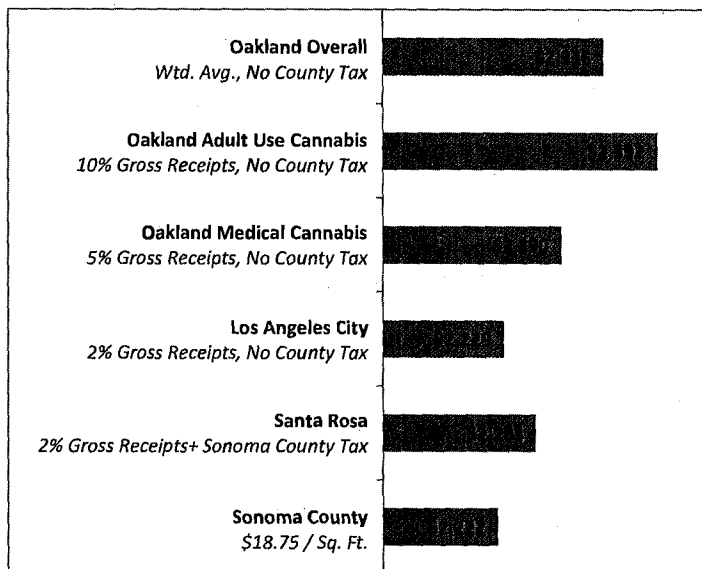 Oakland Overall
Wtd. Avg., No County Tax
Oakland Adult Use Cannabis
10% Gross Receipts, No County Tax
Oakland Medical Cannabis
5% Gross Receipts, No County Tax
Los Angeles City
2% Gross Receipts, No County Tax
Santa Rosa
2% Gross Receipts+ Sonoma County Tax
Sonoma County
$18.75 / Sq. Ft.